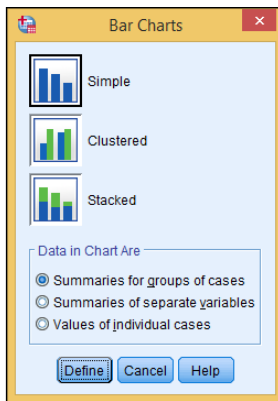 Bar Charts
Simple
Clustered
Stacked
Data in Chart Are
Summaries for groups of cases
Summaries of separate variables
Values of individual cases
Define Cancel Help